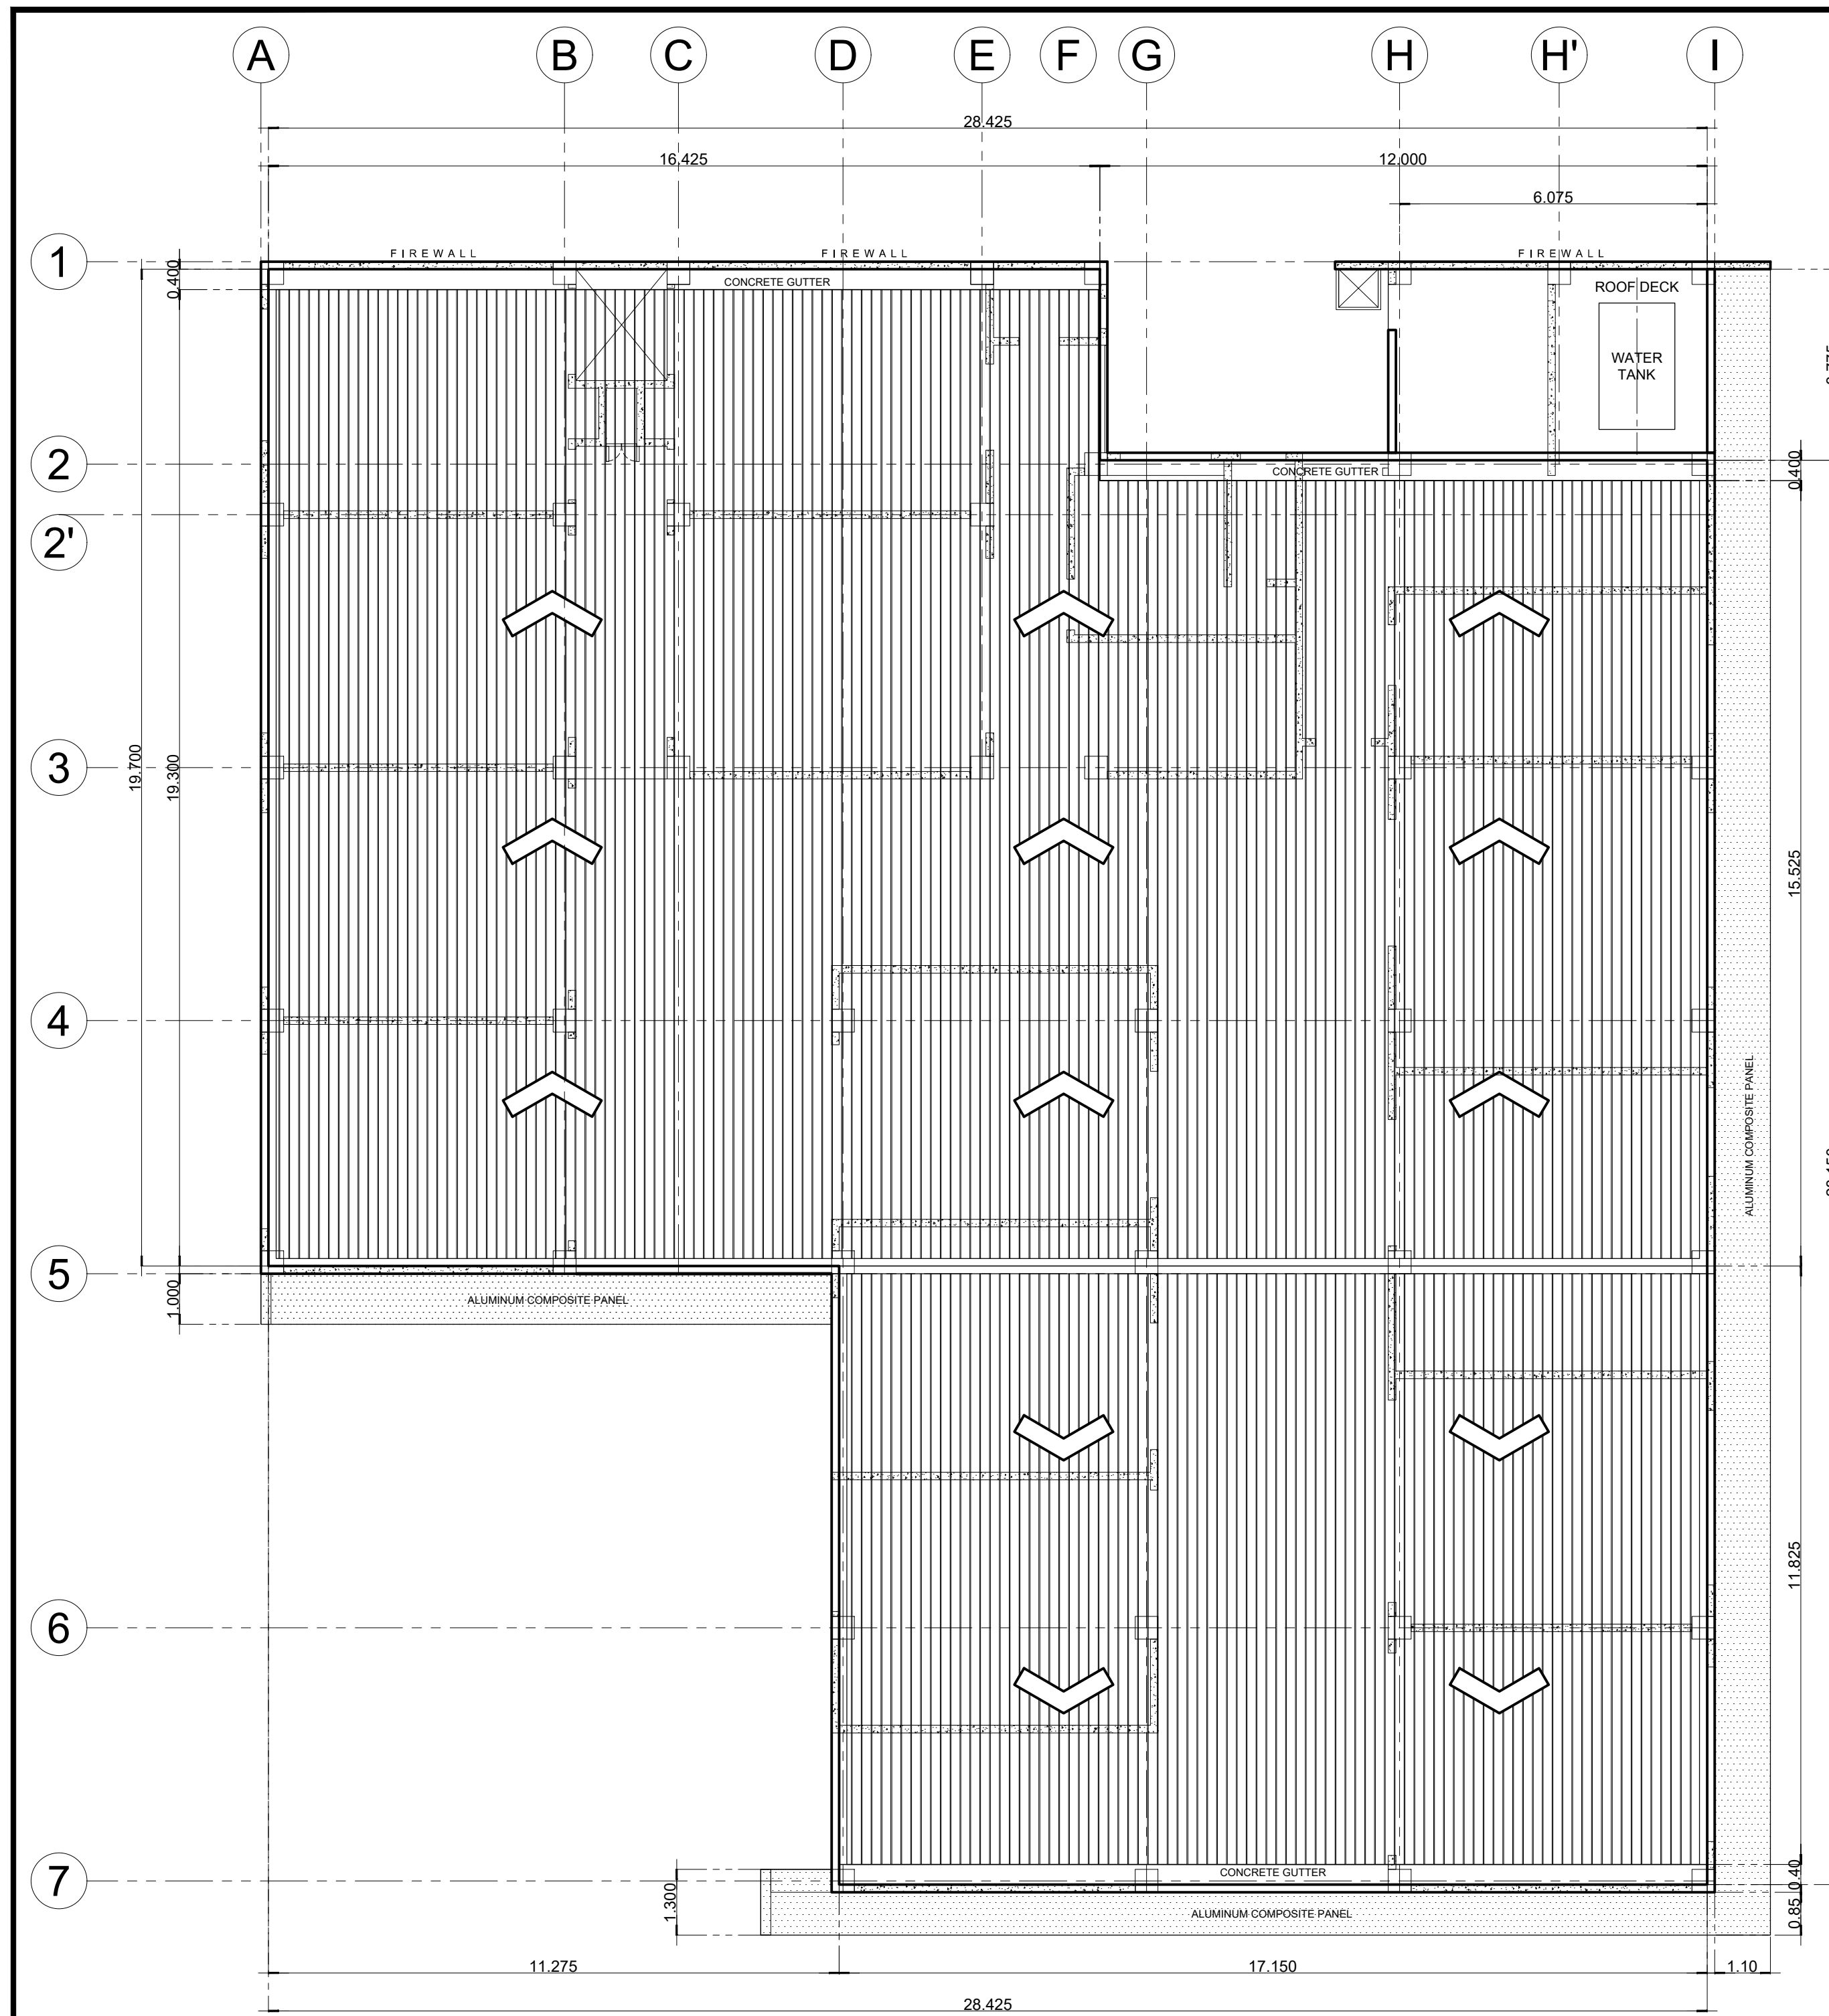 A B C D E F G H H' I
28.425
16.425 12.000
6.075
1
FIREWALL FIREWALL FIREWALL
0.400
CONCRETE GUTTER
ROOF DECK
WATER
TANK
2
CONCRETE GUTTER
0.400
2'
3
19.700
19.300
15.525
4
ALUMINUM COMPOSITE PANEL
5
1.000
ALUMINUM COMPOSITE PANEL
11.825
6
7
CONCRETE GUTTER
0.40
1.300
ALUMINUM COMPOSITE PANEL
0.85
11.275 17.150 1.10
28.425